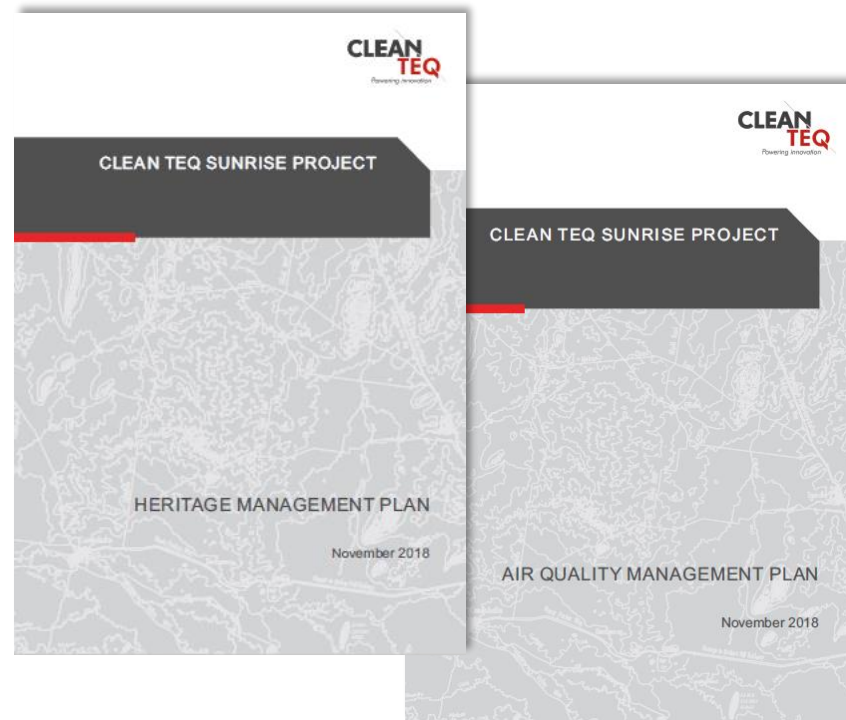 CLEAN
TEQ
Powering Innovation
CLEAN TEQ SUNRISE PROJECT
HERITAGE MANAGEMENT PLAN
November 2018
CLEAN
TEQ
Powering Innovation
CLEAN TEQ SUNRISE PROJECT
AIR QUALITY MANAGEMENT PLAN
November 2018